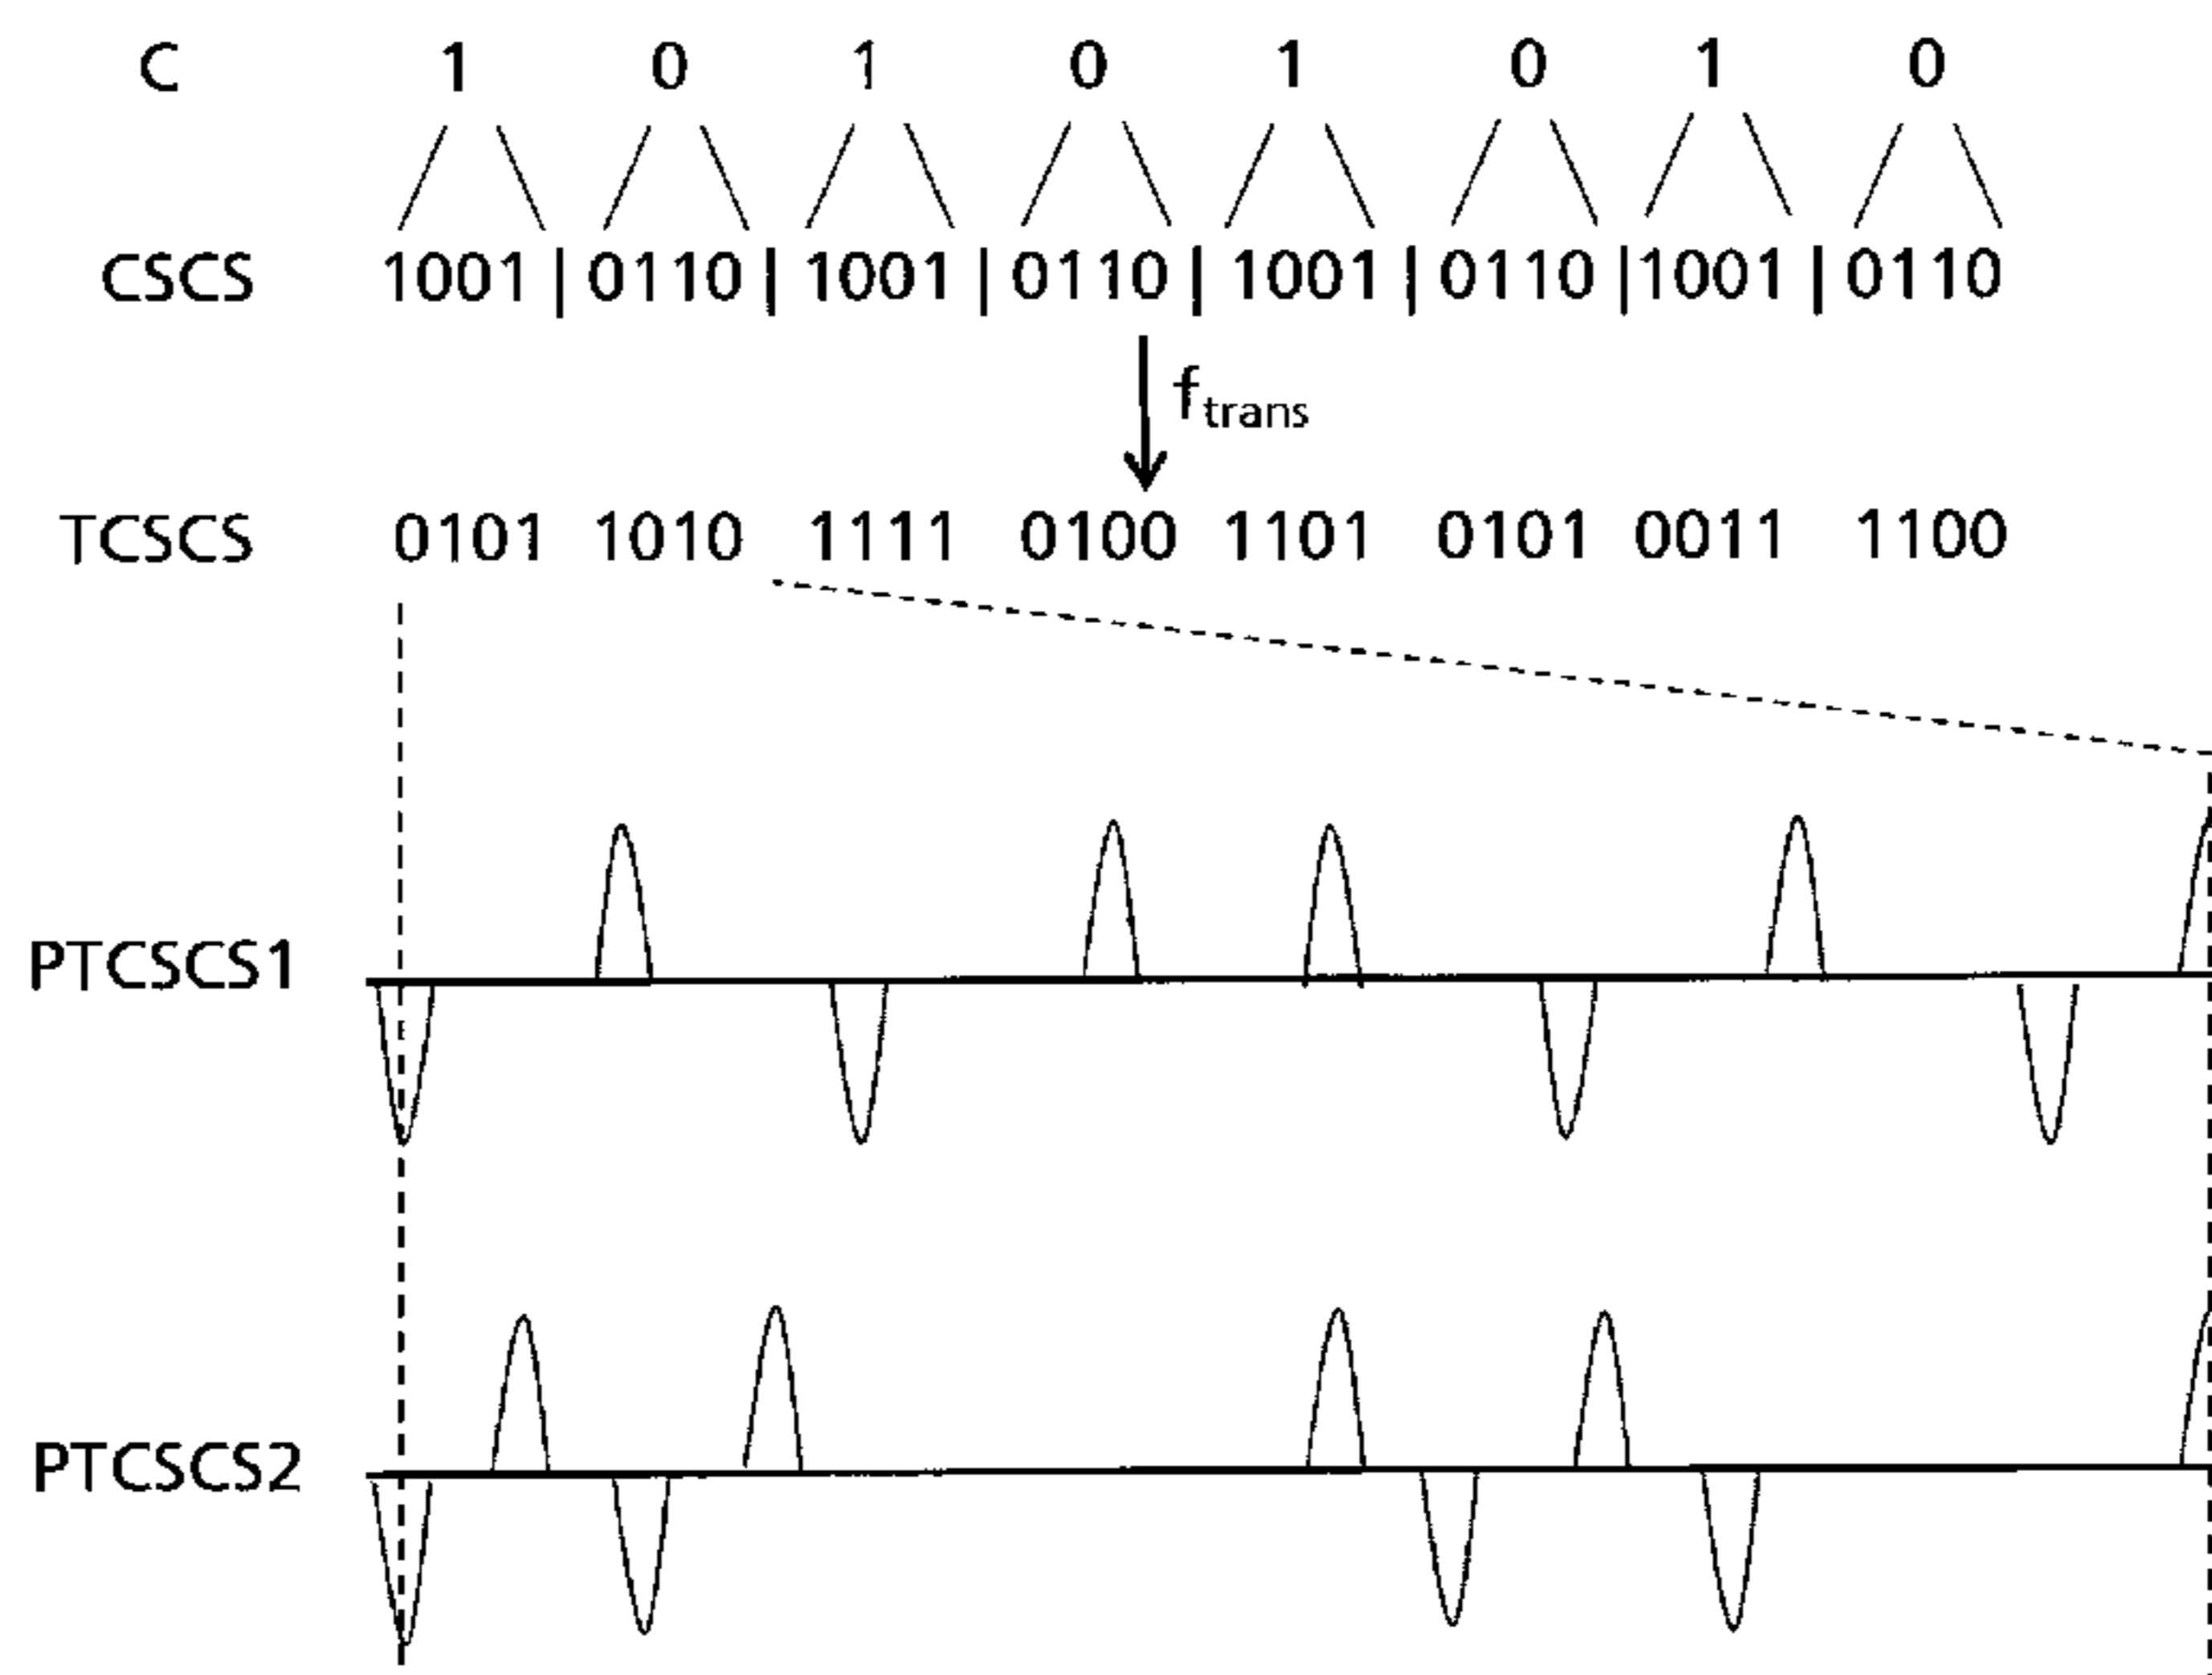 C 1 0 1 0 1 0 1 0
CSCS 1001 | 0110 | 1001 | 0110 | 1001 | 0110 | 1001 | 0110
f trans
TCSCS 0101 1010 1111 0100 1101 0101 0011 1100
PTCSCS1
PTCSCS2